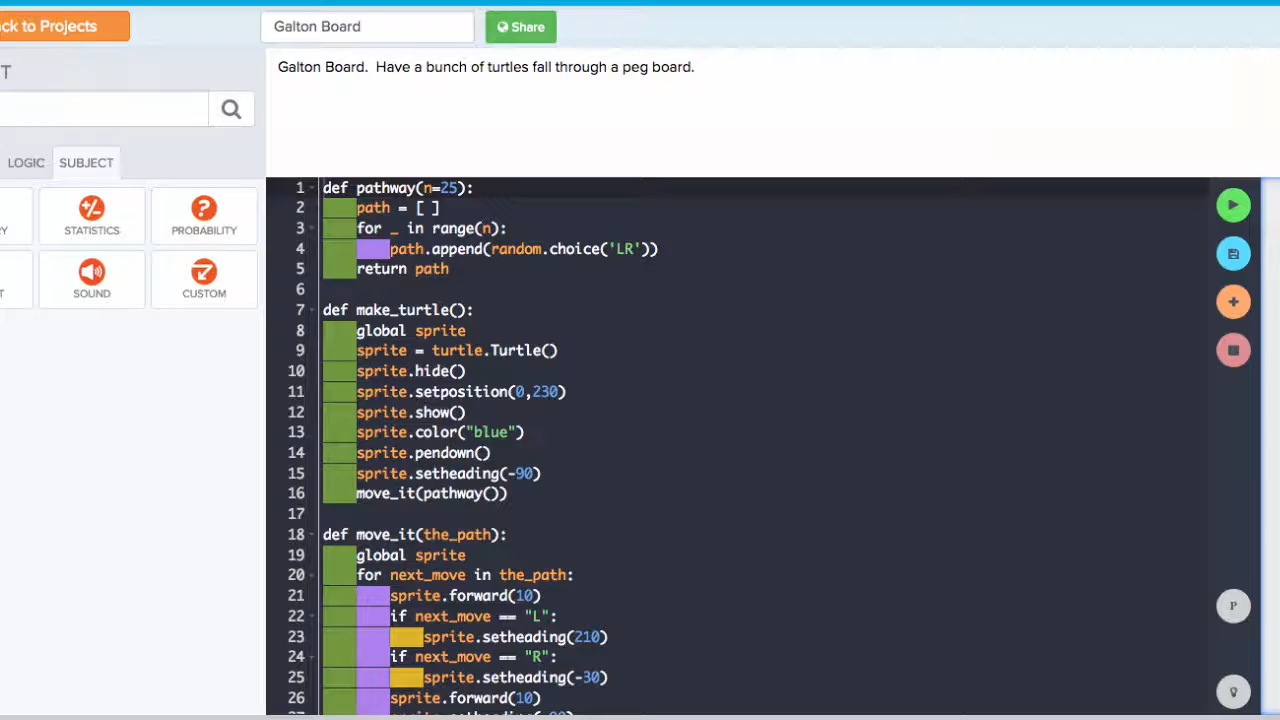 ck to Projects
Galton Board
Share
T
Galton Board. Have a bunch of turtles fall through a peg board.
LOGIC
SUBJECT
Y
STATISTICS
PROBABILITY
T
SOUND
CUSTOM
1 def pathway(n=25):
2 path = [ ]
3 for _ in range(n):
4 path.append(random.choice('LR'))
5 return path
6
7 def make_turtle():
8 global sprite
9 sprite = turtle.Turtle()
10 sprite.hide()
11 sprite.setposition(0,230)
12 sprite.show()
13 sprite.color("blue")
14 sprite.pendown()
15 sprite.setheading(-90)
16 move_it(pathway())
17
18 def move_it(the_path):
19 global sprite
20 for next_move in the_path:
21 sprite.forward(10)
22 if next_move == "L":
23 sprite.setheading(210)
24 if next_move == "R":
25 sprite.setheading(-30)
26 sprite.forward(10)
P